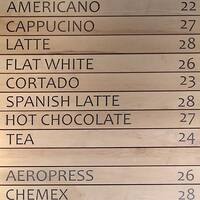 AMERICANO 22
CAPPUCINO 27
LATTE 28
FLAT WHITE 26
CORTADO 23
SPANISH LATTE 28
HOT CHOCOLATE 27
TEA 24
AEROPRESS 26
CHEMEX 28